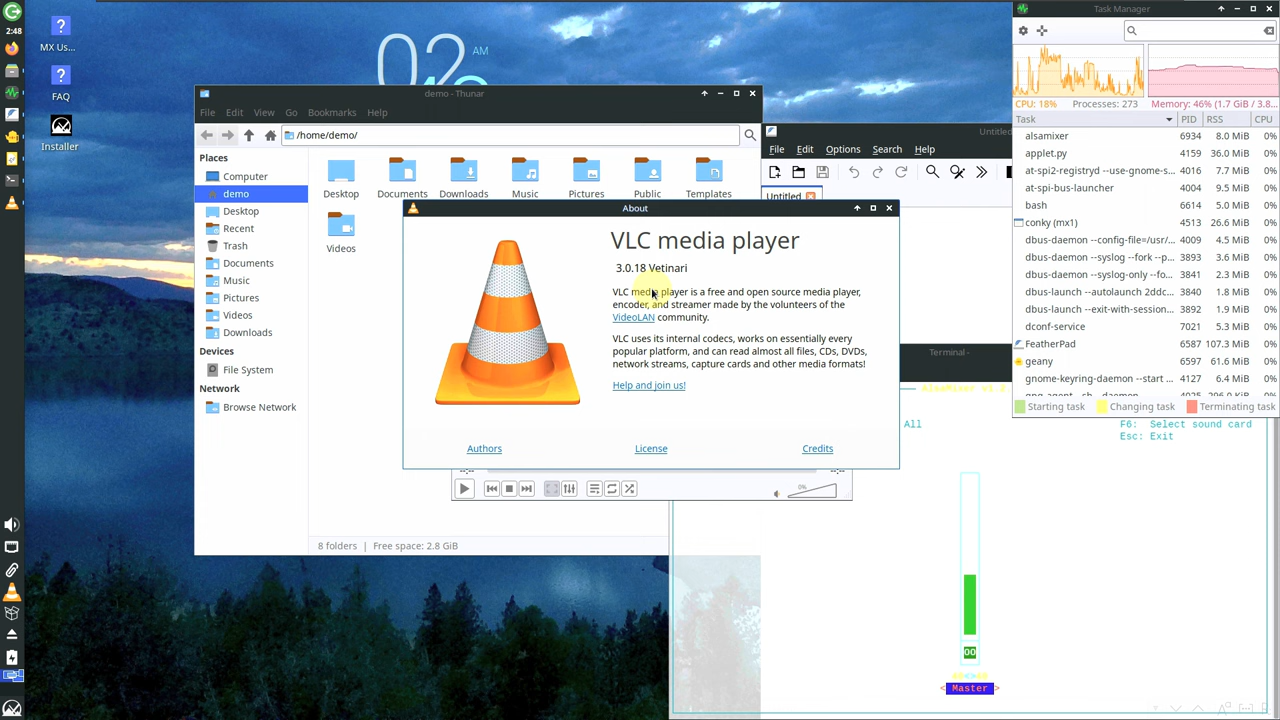 2:48
MX Us...
FAQ
Installer
02
AM
demo - Thunar
File Edit View Go Bookmarks Help
/home/demo/
Places
Computer
demo
Desktop
Recent
Trash
Documents
Music
Pictures
Videos
Downloads
Devices
File System
Network
Browse Network
Desktop Documents Downloads Music Pictures Public Templates
Videos
8 folders | Free space: 2.8 GiB
Untitled
File Edit Options Search Help
Untitled
About
VLC media player
3.0.18 Vetinari
VLC media player is a free and open source media player,
encoder, and streamer made by the volunteers of the
VideoLAN community.
VLC uses its internal codecs, works on essentially every
popular platform, and can read almost all files, CDs, DVDs,
network streams, capture cards and other media formats!
Help and join us!
Authors License Credits
--:-- --:--
0%
Terminal -
All
F6: Select sound card
Esc: Exit
00
< Master >
Task Manager
CPU: 18% Processes: 273 Memory: 46% (1.7 GiB / 3.8...
Task PID RSS CPU
alsamixer 6934 8.0 MiB 0%
applet.py 4159 36.0 MiB 0%
at-spi2-registryd --use-gnome-s... 4016 7.7 MiB 0%
at-spi-bus-launcher 4004 9.5 MiB 0%
bash 6614 5.0 MiB 0%
conky (mx1) 4513 26.6 MiB 0%
dbus-daemon --config-file=/usr/... 4009 4.5 MiB 0%
dbus-daemon --syslog --fork --p... 3893 3.6 MiB 0%
dbus-daemon --syslog-only --fo... 3841 2.3 MiB 0%
dbus-launch --autolaunch 2ddc... 3840 1.8 MiB 0%
dbus-launch --exit-with-session... 3892 1.9 MiB 0%
dconf-service 7021 5.3 MiB 0%
FeatherPad 6587 107.3 MiB 0%
geany 6597 61.6 MiB 0%
gnome-keyring-daemon --start ... 4127 6.4 MiB 0%
Starting task Changing task Terminating task